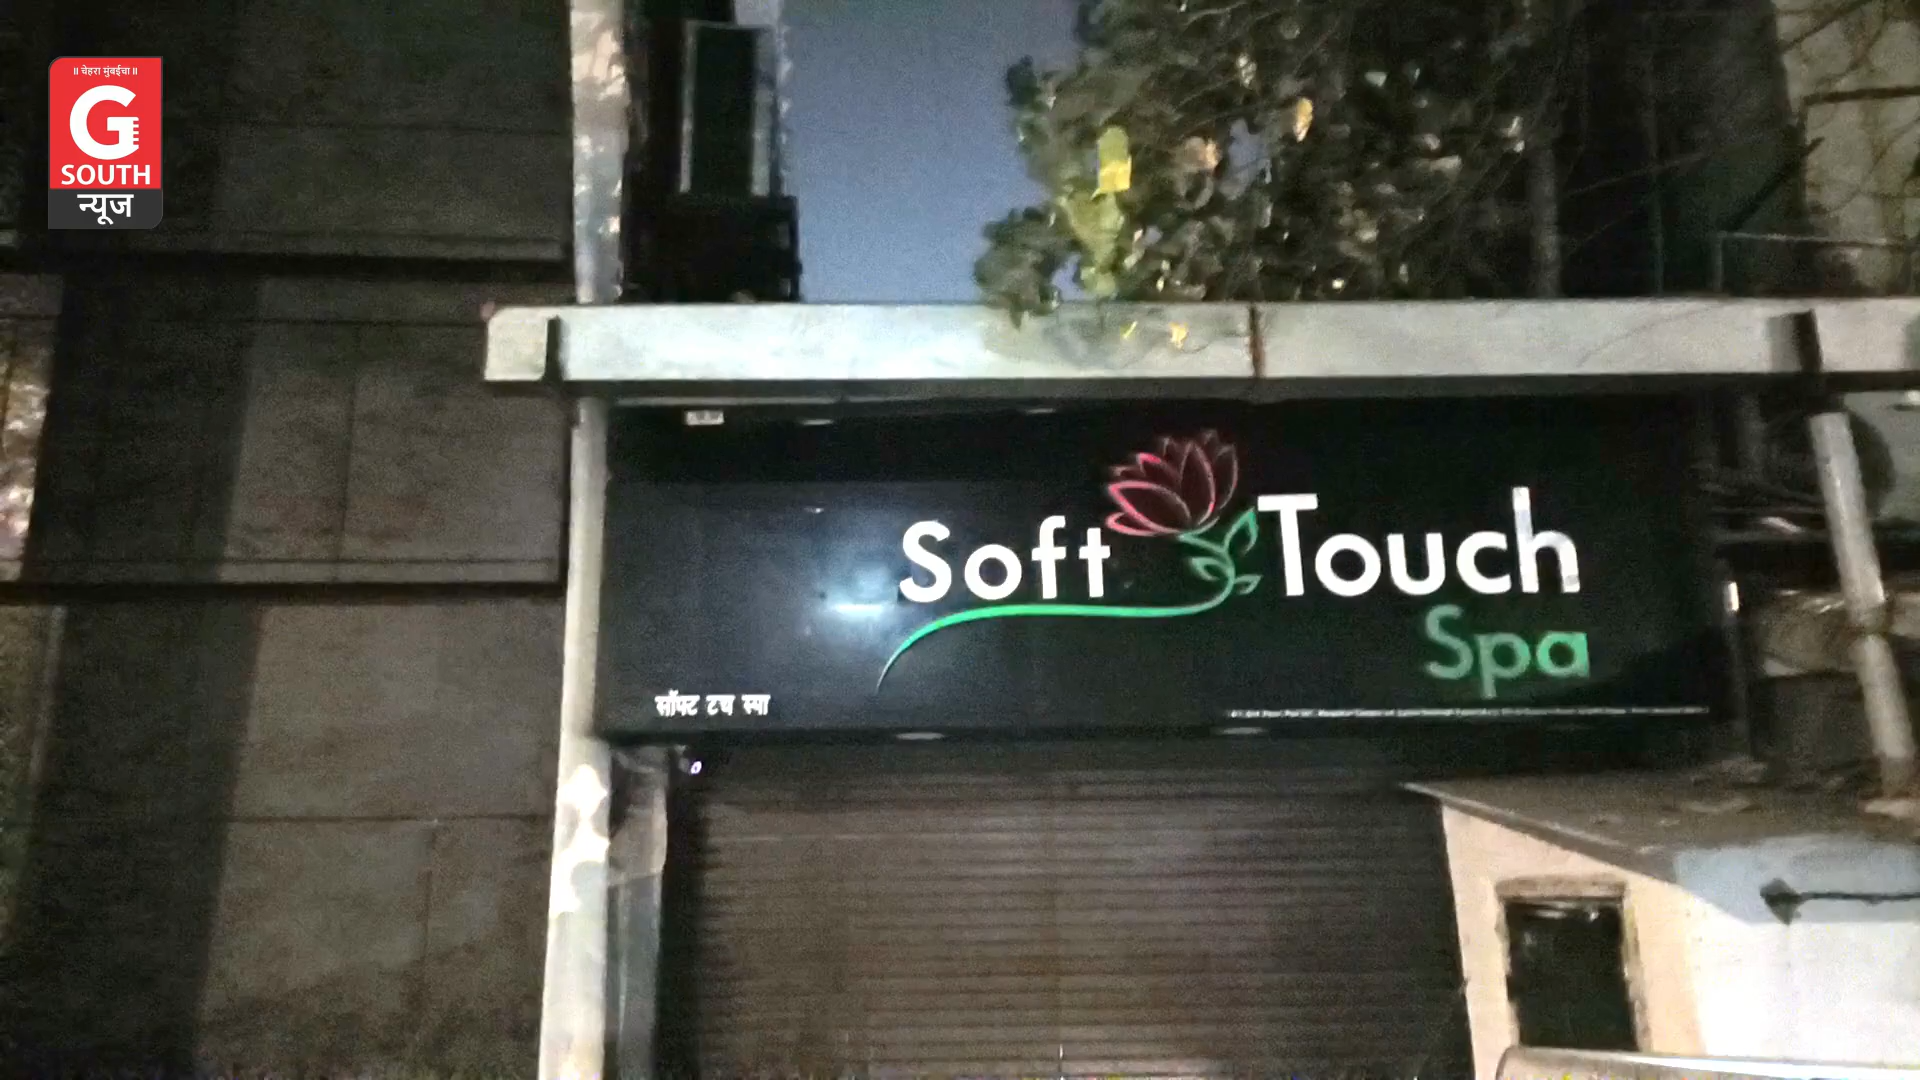 ॥ चेहरा मुंबईचा ॥
G
SOUTH
न्यूज
Soft Touch
Spa
सॉफ्ट टच स्पा